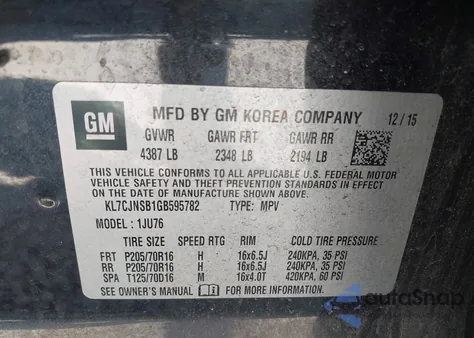 GM
MFD BY GM KOREA COMPANY 12/15
GVWR GAWR FRT GAWR RR
4387 LB 2348 LB 2194 LB
THIS VEHICLE CONFORMS TO ALL APPLICABLE U.S. FEDERAL MOTOR
VEHICLE SAFETY AND THEFT PREVENTION STANDARDS IN EFFECT
ON THE DATE OF MANUFACTURE SHOWN ABOVE.
KL7CJNSB1GB595782 TYPE: MPV
MODEL : 1JU76
TIRE SIZE SPEED RTG RIM COLD TIRE PRESSURE
FRT P205/70R16 H 16x6.5J 240KPA, 35 PSI
RR P205/70R16 H 16x6.5J 240KPA, 35 PSI
SPA T125/70D16 M 16x4.0T 420KPA, 60 PSI
SEE OWNER'S MANUAL FOR MORE INFORMATION.
AutoSnap